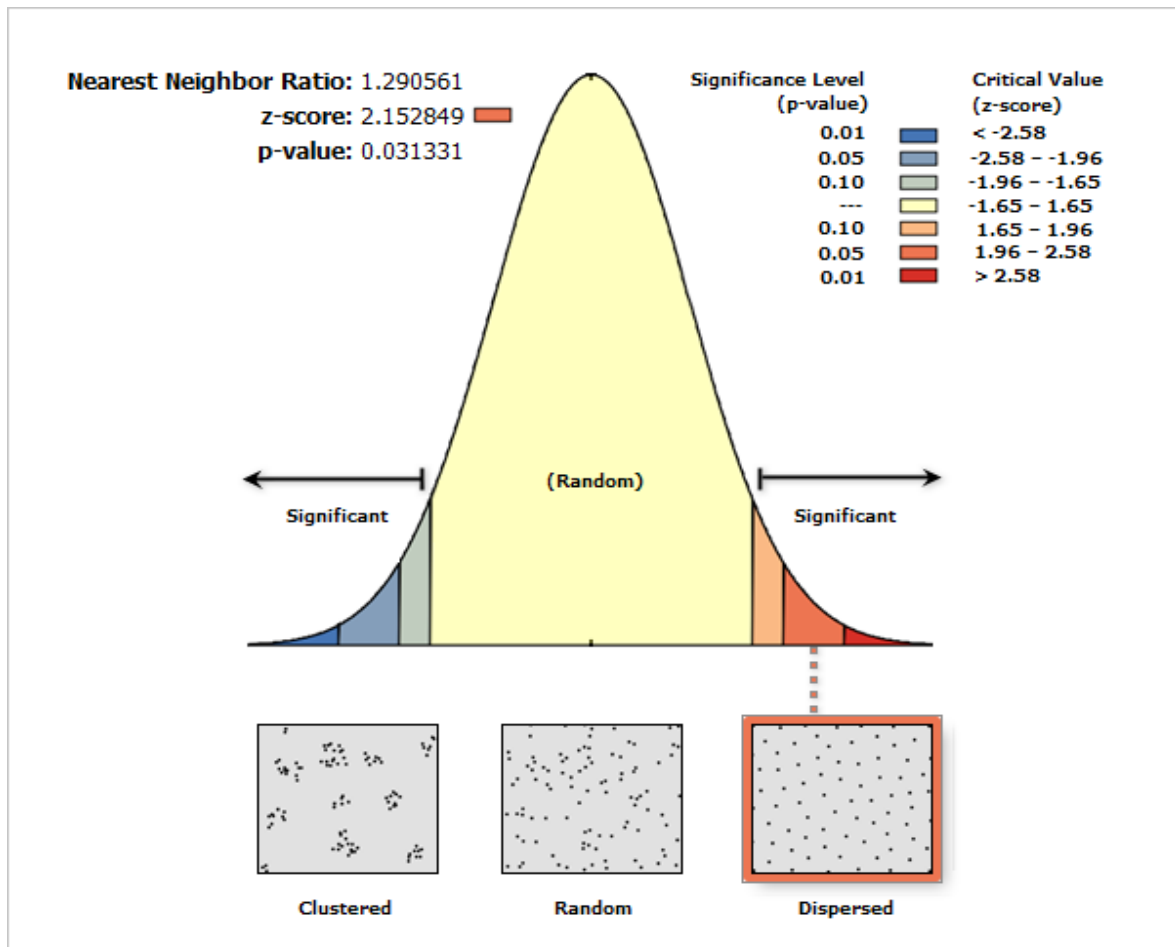 Nearest Neighbor Ratio: 1.290561
z-score: 2.152849
p-value: 0.031331
Significance Level (p-value)
Critical Value (z-score)
0.01 < -2.58
0.05 -2.58 – -1.96
0.10 -1.96 – -1.65
--- -1.65 – 1.65
0.10 1.65 – 1.96
0.05 1.96 – 2.58
0.01 > 2.58
(Random)
Significant
Significant
Clustered
Random
Dispersed